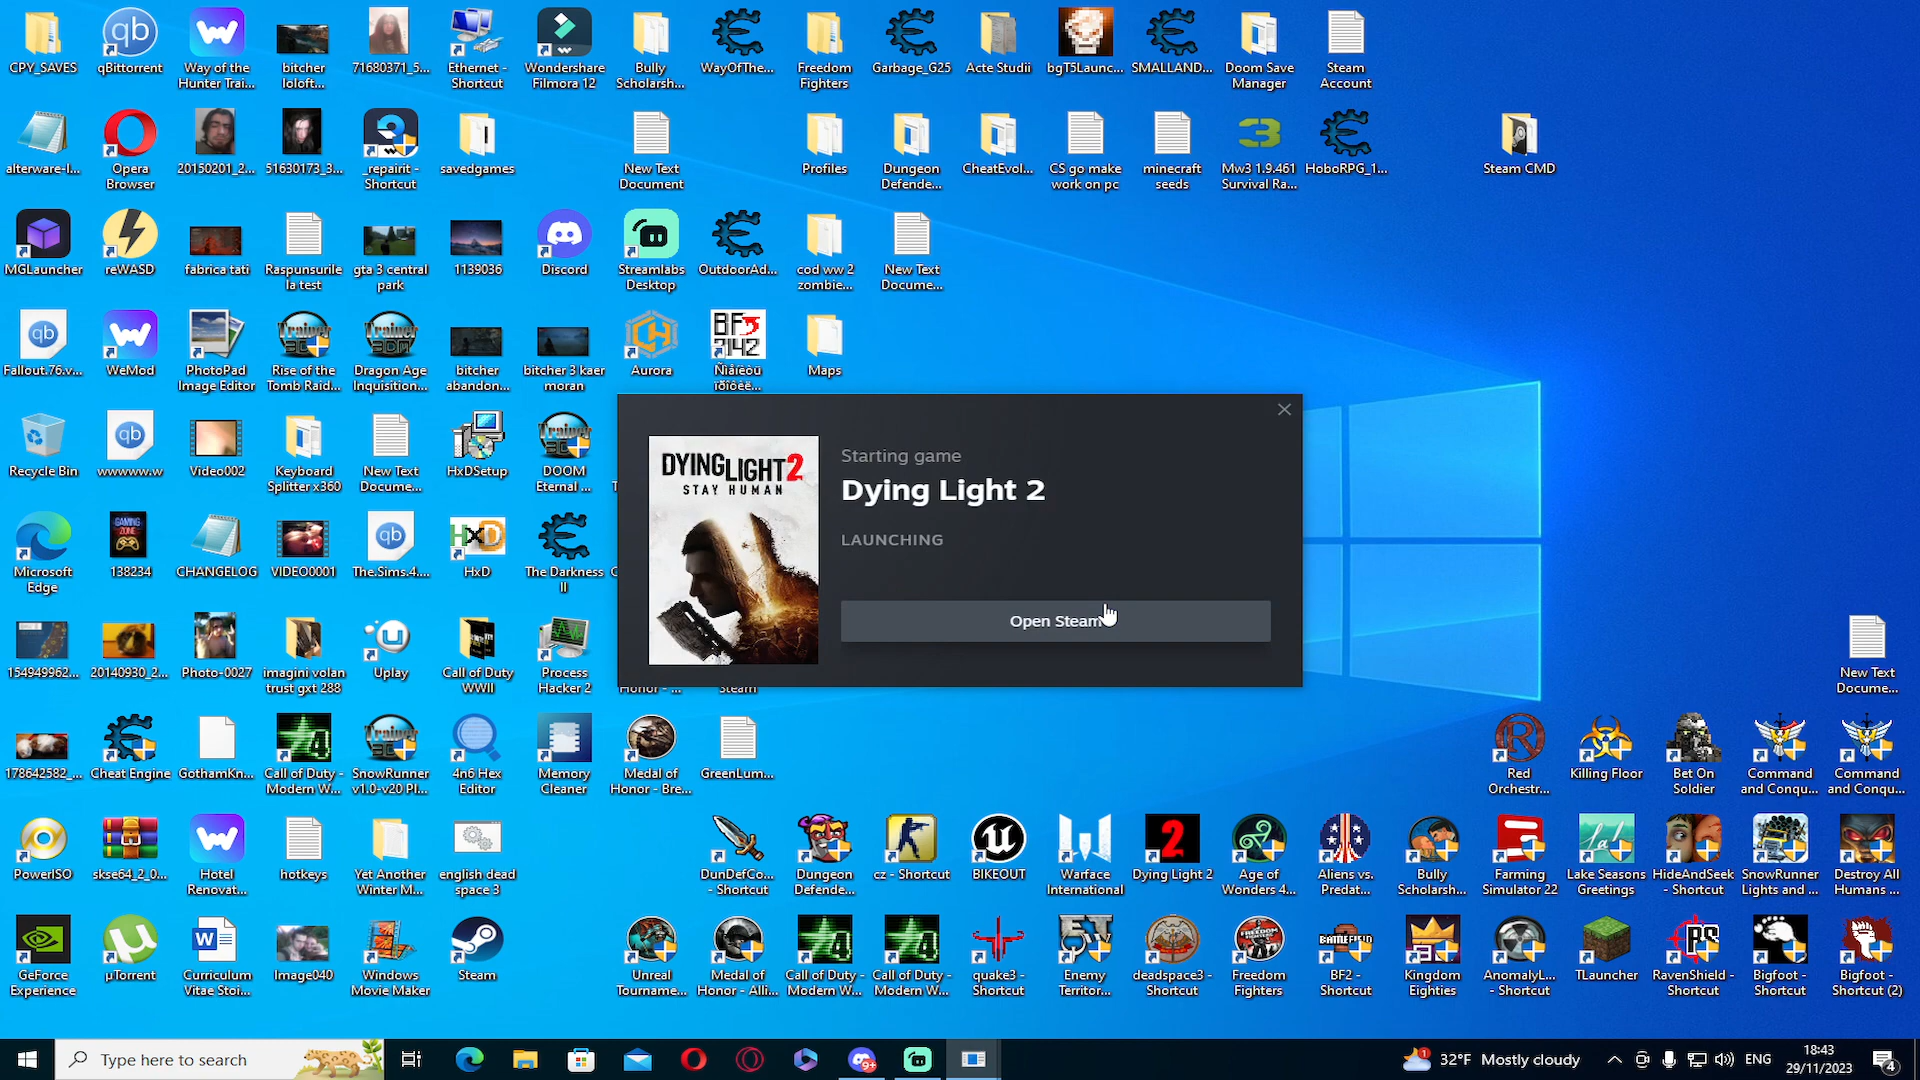 CPY_SAVES
qBittorrent
Way of the
Hunter Trai...
bitcher
loloft...
71680371_5...
Ethernet -
Shortcut
Wondershare
Filmora 12
Bully
Scholarsh...
WayOfThe...
Freedom
Fighters
Garbage_G25
Acte Studii
bgT5Launc...
SMALLAND...
Doom Save
Manager
Steam
Account
alterware-l...
Opera
Browser
20150201_2...
51630173_3...
_repairit -
Shortcut
savedgames
New Text
Document
Profiles
Dungeon
Defende...
CheatEvol...
CS go make
work on pc
minecraft
seeds
Mw3 1.9.461
Survival Ra...
HoboRPG_1...
Steam CMD
MGLauncher
reWASD
fabrica tati
Raspunsurile
la test
gta 3 central
park
1139036
Discord
Streamlabs
Desktop
OutdoorAd...
cod ww 2
zombie...
New Text
Docume...
Fallout.76.v...
WeMod
PhotoPad
Image Editor
Rise of the
Tomb Raid...
Dragon Age
Inquisition...
bitcher
abandon...
bitcher 3 kaer
moran
Aurora
Maps
Recycle Bin
wwwwww.w
Video002
Keyboard
Splitter x360
New Text
Docume...
HxDSetup
DOOM
Eternal ...
DYING LIGHT 2
STAY HUMAN
Starting game
Dying Light 2
LAUNCHING
Open Steam
Microsoft
Edge
138234
CHANGELOG
VIDEO0001
The.Sims.4....
HxD
The Darkness
II
154949962...
20140930_2...
Photo-0027
imagini volan
trust gxt 288
Uplay
Call of Duty
WWII
Process
Hacker 2
Honor - ...
Steam
New Text
Docume...
178642582_...
Cheat Engine
GothamKn...
Call of Duty -
Modern W...
SnowRunner
v1.0-v20 Pl...
4n6 Hex
Editor
Memory
Cleaner
Medal of
Honor - Bre...
GreenLum...
Red
Orchestr...
Killing Floor
Bet On
Soldier
Command
and Conqu...
Command
and Conqu...
PowerISO
skse64_2_0...
Hotel
Renovat...
hotkeys
Yet Another
Winter M...
english dead
space 3
DunDefCo...
- Shortcut
Dungeon
Defende...
cz - Shortcut
BIKEOUT
Warface
International
Dying Light 2
Age of
Wonders 4...
Aliens vs.
Predat...
Bully
Scholarsh...
Farming
Simulator 22
Lake Seasons
Greetings
HideAndSeek
- Shortcut
SnowRunner
Lights and ...
Destroy All
Humans ...
GeForce
Experience
µTorrent
Curriculum
Vitae Stoi...
Image040
Windows
Movie Maker
Steam
Unreal
Tourname...
Medal of
Honor - Alli...
Call of Duty -
Modern W...
Call of Duty -
Modern W...
quake3 -
Shortcut
Enemy
Territor...
deadspace3 -
Shortcut
Freedom
Fighters
BF2 -
Shortcut
Kingdom
Eighties
AnomalyL...
- Shortcut
TLauncher
RavenShield -
Shortcut
Bigfoot -
Shortcut
Bigfoot -
Shortcut (2)
Type here to search
32°F Mostly cloudy
ENG
18:43
29/11/2023
4